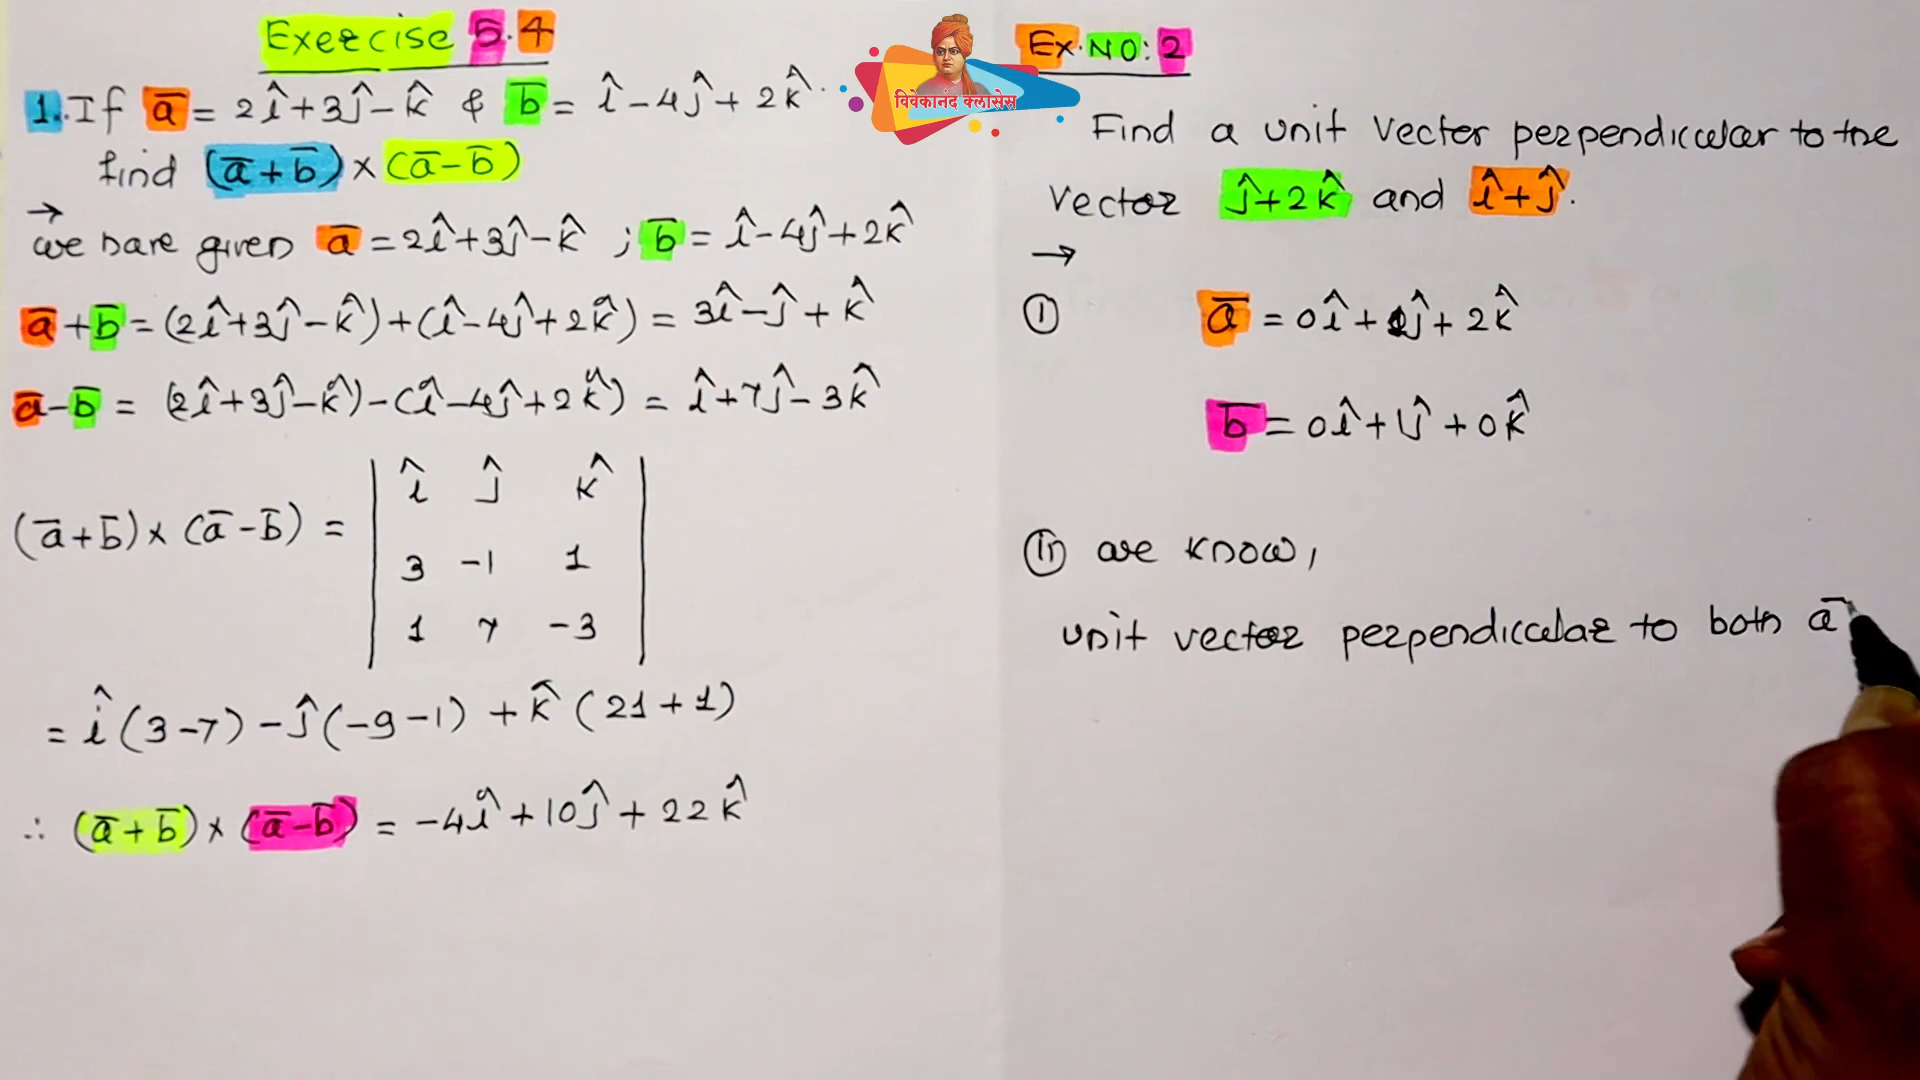 Exercise 5.4
1. If a̅ = 2î+3ĵ-k̂ & b̅ = î-4ĵ+2k̂.
find (a̅+b̅)×(a̅-b̅)
→
we have given a̅ = 2î+3ĵ-k̂ ; b̅ = î-4ĵ+2k̂
a̅+b̅ = (2î+3ĵ-k̂)+(î-4ĵ+2k̂) = 3î-ĵ+k̂
a̅-b̅ = (2î+3ĵ-k̂)-(î-4ĵ+2k̂) = î+7ĵ-3k̂
(a̅+b̅)×(a̅-b̅) =
î ĵ k̂
3 -1 1
1 7 -3
= î(3-7)-ĵ(-9-1)+k̂(21+1)
∴ (a̅+b̅)×(a̅-b̅) = -4î+10ĵ+22k̂
विवेकानंद क्लासेस
Ex. NO: 2
Find a unit vector perpendicular to the
vector ĵ+2k̂ and î+ĵ.
→
① a̅ = 0î+1ĵ+2k̂
b̅ = 0î+1ĵ+0k̂
ⓘⓘ we know,
unit vector perpendicular to both a̅